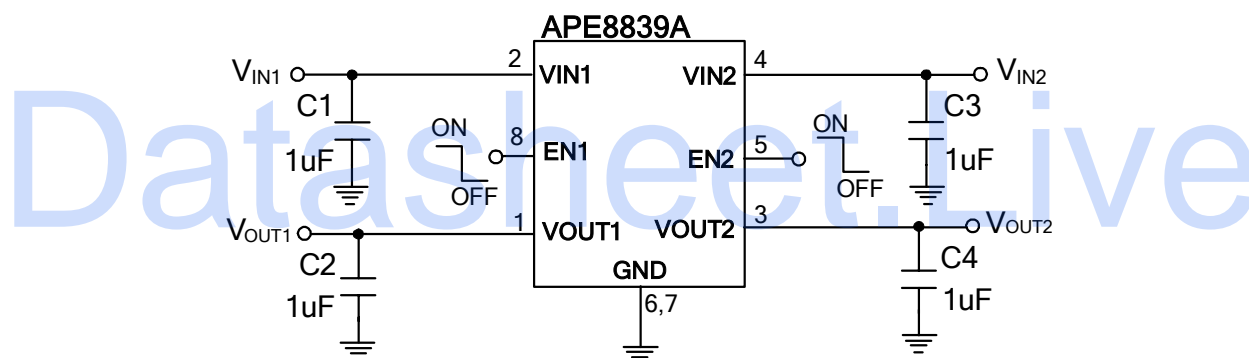 APE8839A
VIN1
2
VIN1
VIN2
4
VIN2
C1
1uF
ON
OFF
8
EN1
EN2
5
ON
OFF
C3
1uF
VOUT1
1
VOUT1
VOUT2
3
VOUT2
C2
1uF
GND
6,7
C4
1uF
Datasheet.Live